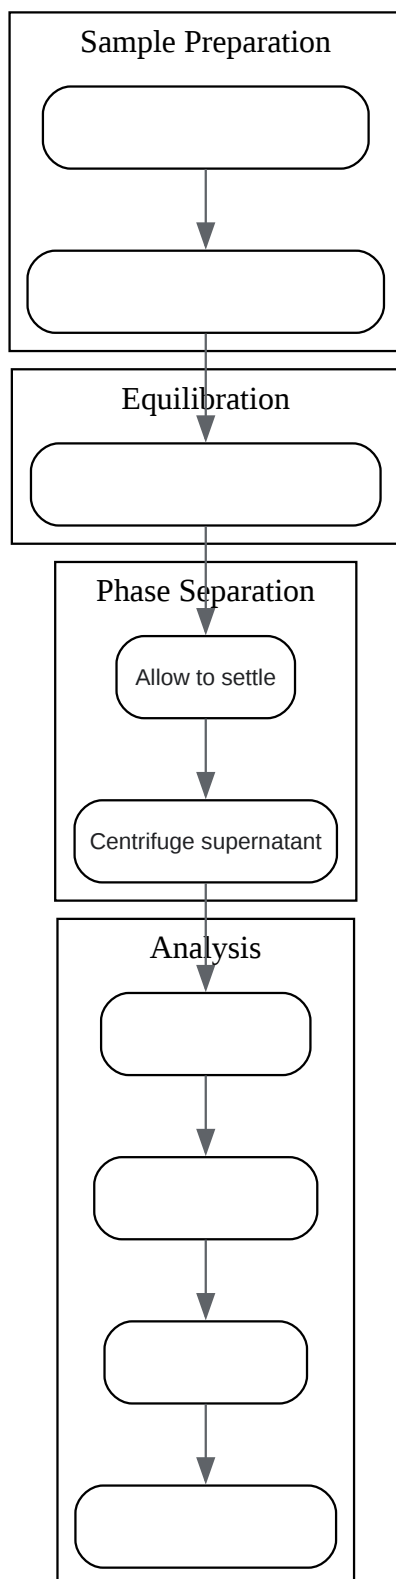 Sample Preparation
Equilibration
Phase Separation
Allow to settle
Centrifuge supernatant
Analysis